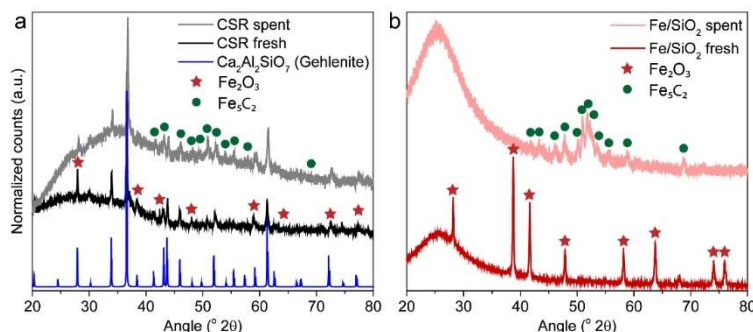 a
CSR spent
CSR fresh
Ca₂Al₂SiO₇ (Gehlenite)
Fe₂O₃
Fe₅C₂
Normalized counts (a.u.)
20 30 40 50 60 70 80
Angle (° 2θ)
b
Fe/SiO₂ spent
Fe/SiO₂ fresh
Fe₂O₃
Fe₅C₂
20 30 40 50 60 70 80
Angle (° 2θ)